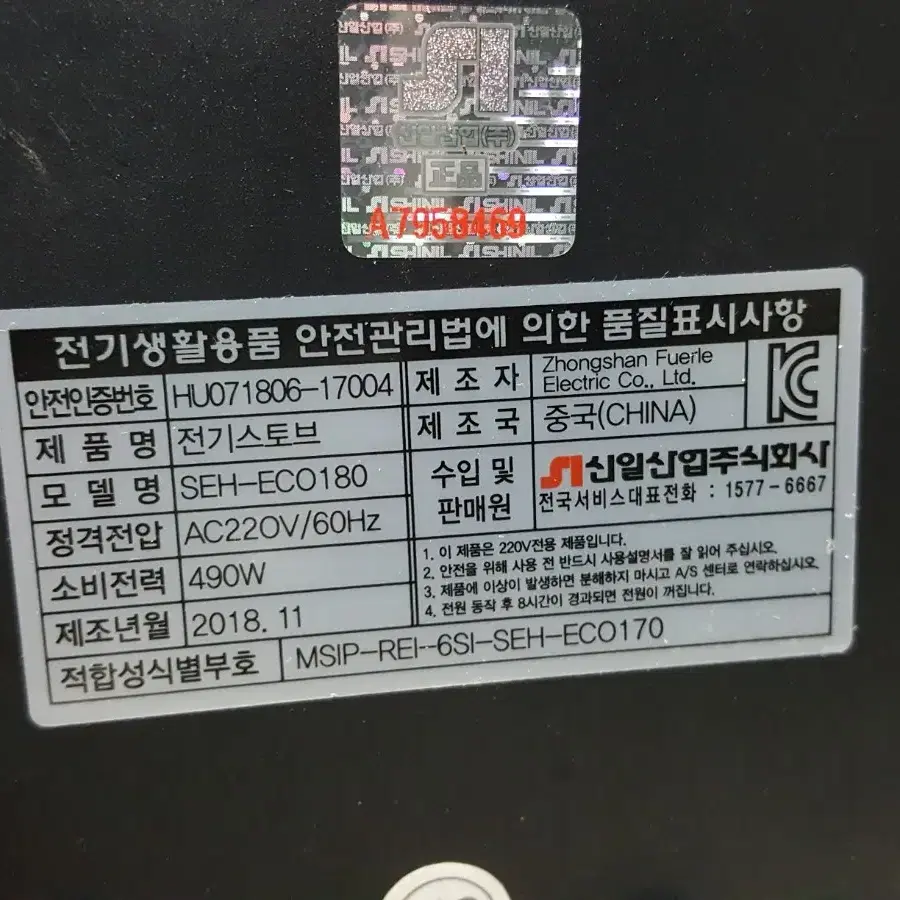 신일산업(주)
SHINIL
SI
신일산업(주)
正品
A7958469
전기생활용품 안전관리법에 의한 품질표시사항
안전인증번호 HU071806-17004
제품명 전기스토브
모델명 SEH-ECO180
정격전압 AC220V/60Hz
소비전력 490W
제조년월 2018.11
제조자 Zhongshan Fuerle
Electric Co., Ltd.
제조국 중국(CHINA)
수입 및
판매원
SI 신일산업주식회사
전국서비스대표전화 : 1577-6667
1. 이 제품은 220V전용 제품입니다.
2. 안전을 위해 사용 전 반드시 사용설명서를 잘 읽어 주십시오.
3. 제품에 이상이 발생하면 분해하지 마시고 A/S 센터로 연락하십시오.
4. 전원 동작 후 8시간이 경과되면 전원이 꺼집니다.
적합성식별부호 MSIP-REI--6SI-SEH-ECO170